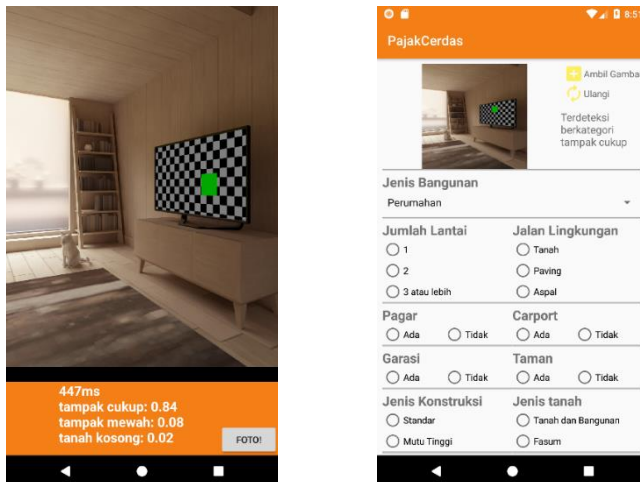 447ms
tampak cukup: 0.84
tampak mewah: 0.08
tanah kosong: 0.02
FOTO!
8:51
PajakCerdas
Ambil Gamba
Ulangi
Terdeteksi
berkategori
tampak cukup
Jenis Bangunan
Perumahan
Jumlah Lantai
1
2
3 atau lebih
Jalan Lingkungan
Tanah
Paving
Aspal
Pagar
Ada Tidak
Carport
Ada Tidak
Garasi
Ada Tidak
Taman
Ada Tidak
Jenis Konstruksi
Standar
Mutu Tinggi
Jenis tanah
Tanah dan Bangunan
Fasum